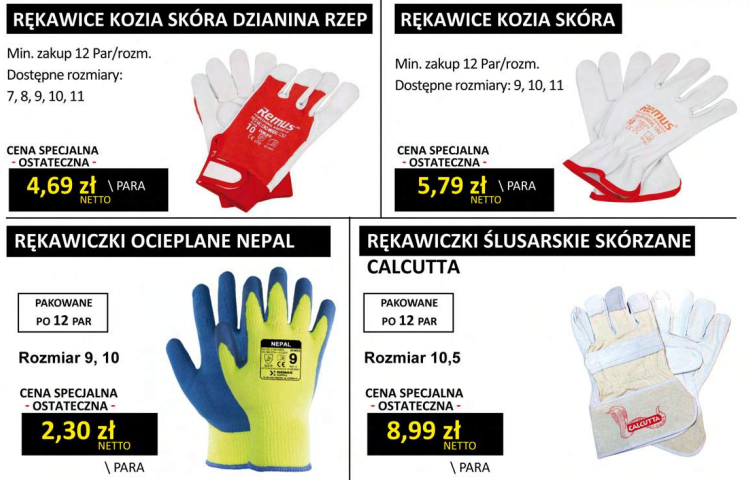 RĘKAWICE KOZIA SKÓRA DZIANINA RZEP
Min. zakup 12 Par/rozm.
Dostępne rozmiary:
7, 8, 9, 10, 11
CENA SPECJALNA
- OSTATECZNA -
4,69 zł \ PARA
NETTO
Remus
10
RĘKAWICE KOZIA SKÓRA
Min. zakup 12 Par/rozm.
Dostępne rozmiary: 9, 10, 11
CENA SPECJALNA
- OSTATECZNA -
5,79 zł \ PARA
NETTO
Remus
10
RĘKAWICZKI OCIEPLANE NEPAL
PAKOWANE
PO 12 PAR
Rozmiar 9, 10
CENA SPECJALNA
- OSTATECZNA -
2,30 zł
NETTO
\ PARA
NEPAL
9
RĘKAWICZKI ŚLUSARSKIE SKÓRZANE
CALCUTTA
PAKOWANE
PO 12 PAR
Rozmiar 10,5
CENA SPECJALNA
- OSTATECZNA -
8,99 zł
NETTO
\ PARA
CALCUTTA